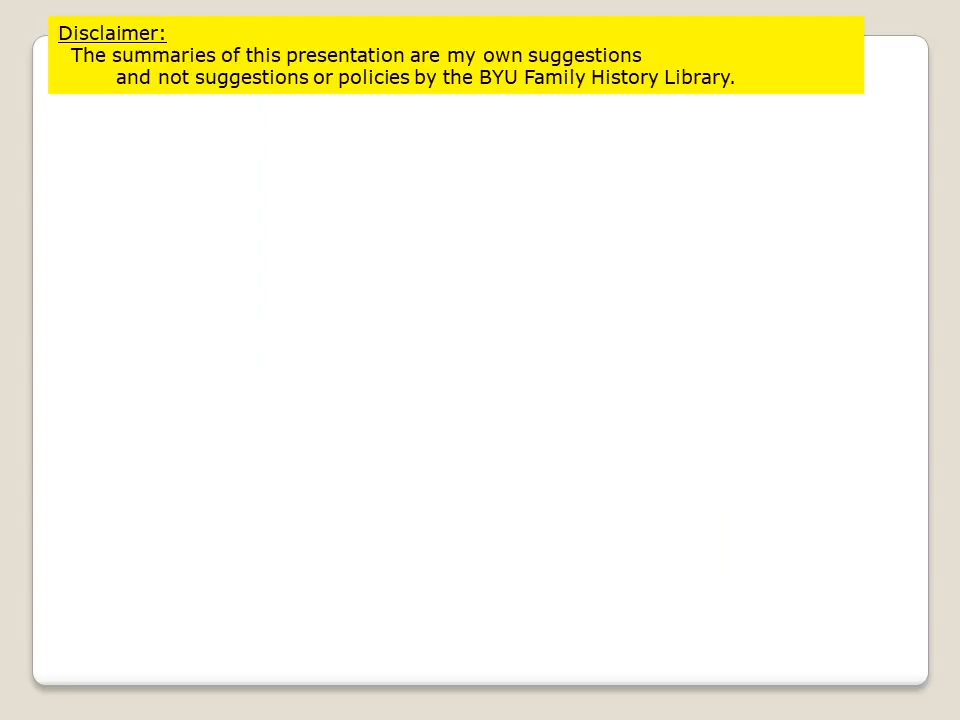 Disclaimer:
The summaries of this presentation are my own suggestions
and not suggestions or policies by the BYU Family History Library.